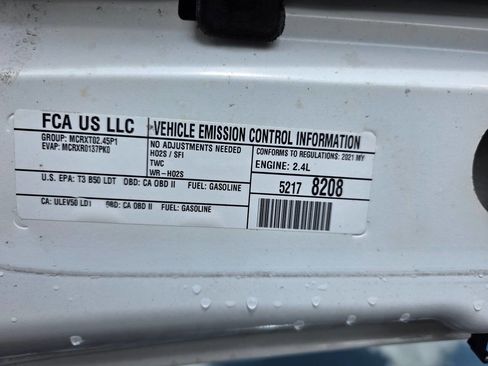 FCA US LLC
GROUP: MCRXT02.45P1
EVAP: MCRXR0137PK0
VEHICLE EMISSION CONTROL INFORMATION
NO ADJUSTMENTS NEEDED
HO2S / SFI
TWC
WR-HO2S
CONFORMS TO REGULATIONS: 2021 MY
ENGINE: 2.4L
U.S. EPA: T3 B50 LDT OBD: CA OBD II FUEL: GASOLINE
CA: ULEV50 LDT OBD: CA OBD II FUEL: GASOLINE
5217 8208